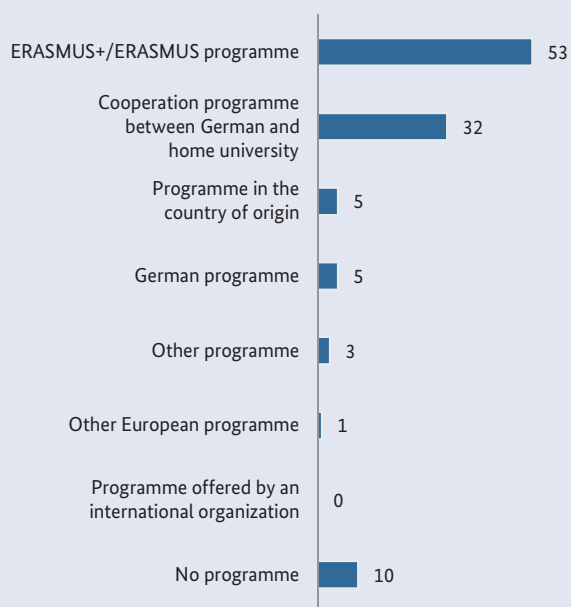 ERASMUS+/ERASMUS programme 53
Cooperation programme
between German and
home university
32
Programme in the
country of origin
5
German programme 5
Other programme 3
Other European programme 1
Programme offered by an
international organization
0
No programme 10